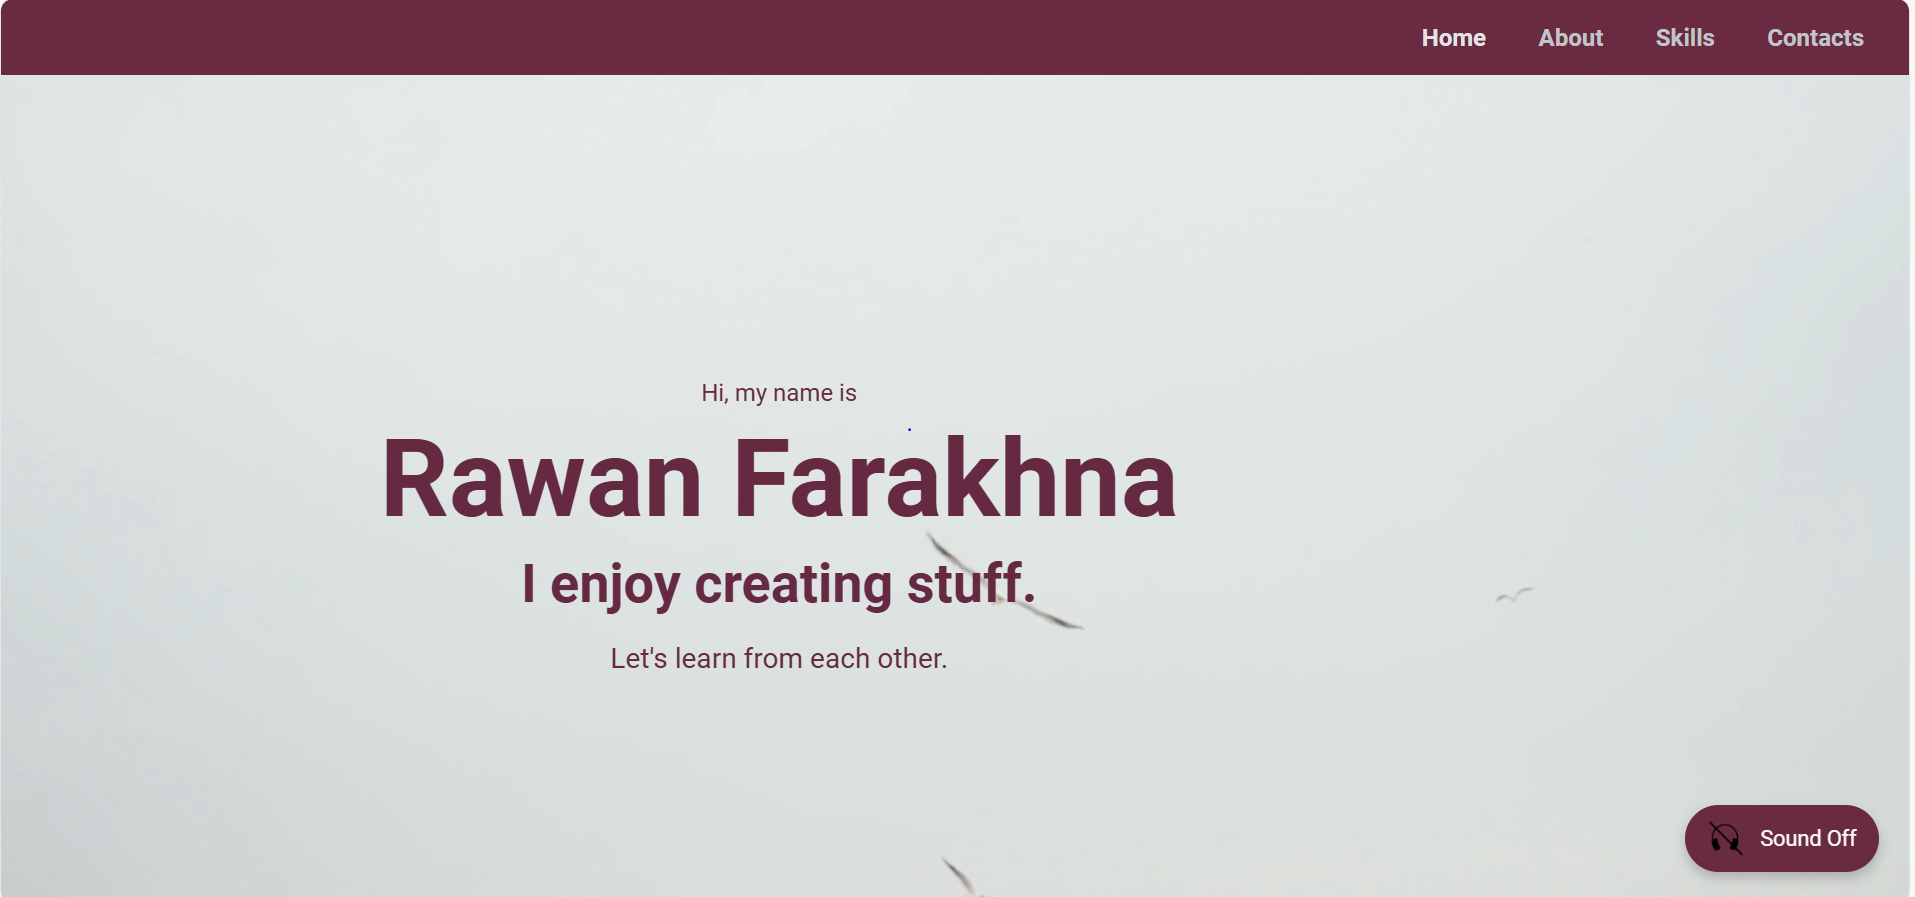 Home About Skills Contacts
Hi, my name is
Rawan Farakhna
I enjoy creating stuff.
Let's learn from each other.
Sound Off